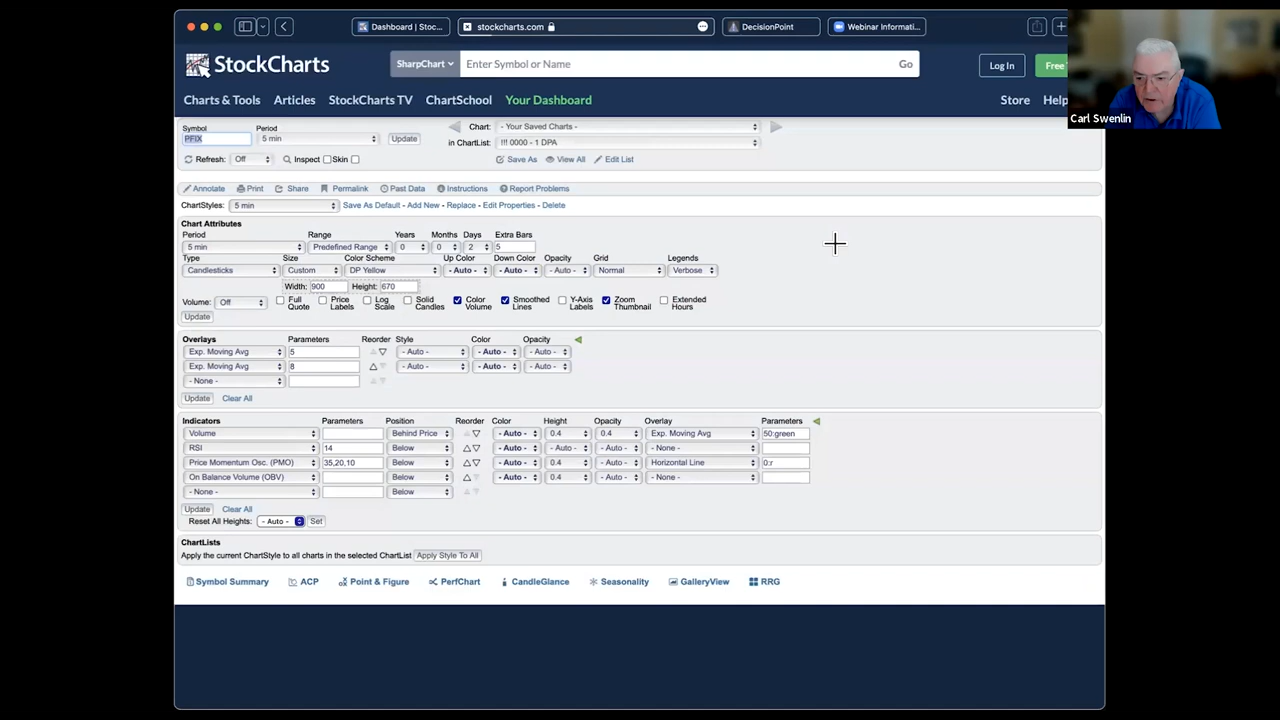 Dashboard | Stoc...
stockcharts.com
DecisionPoint
Webinar Informati...
StockCharts
SharpChart
Enter Symbol or Name
Go
Log In
Free
Charts & Tools
Articles
StockCharts TV
ChartSchool
Your Dashboard
Store
Help
Carl Swenlin
Symbol Period
PFIX 5 min Update
Chart: - Your Saved Charts -
in ChartList: !!! 0000 - 1 DPA
Refresh: Off Inspect Skin
Save As View All Edit List
Annotate Print Share Permalink Past Data Instructions Report Problems
ChartStyles: 5 min Save As Default - Add New - Replace - Edit Properties - Delete
Chart Attributes
Period Range Years Months Days Extra Bars
5 min Predefined Range 0 0 2 5
Type Size Color Scheme Up Color Down Color Opacity Grid Legends
Candlesticks Custom DP Yellow - Auto - - Auto - - Auto - Normal Verbose
Width: 900 Height: 670
Volume: Off Full Quote Price Labels Log Scale Solid Candles Color Volume Smoothed Lines Y-Axis Labels Zoom Thumbnail Extended Hours
Update
Overlays Parameters Reorder Style Color Opacity
Exp. Moving Avg 5 - Auto - - Auto - - Auto -
Exp. Moving Avg 8 - Auto - - Auto - - Auto -
- None -
Update Clear All
Indicators Parameters Position Reorder Color Height Opacity Overlay Parameters
Volume Behind Price - Auto - 0.4 0.4 Exp. Moving Avg 50:green
RSI 14 Below - Auto - - Auto - - Auto - - None -
Price Momentum Osc. (PMO) 35,20,10 Below - Auto - 0.4 - Auto - Horizontal Line 0:r
On Balance Volume (OBV) Below - Auto - 0.4 - Auto - - None -
- None - Below
Update Clear All
Reset All Heights: - Auto - Set
ChartLists
Apply the current ChartStyle to all charts in the selected ChartList Apply Style To All
Symbol Summary ACP Point & Figure PerfChart CandleGlance Seasonality GalleryView RRG